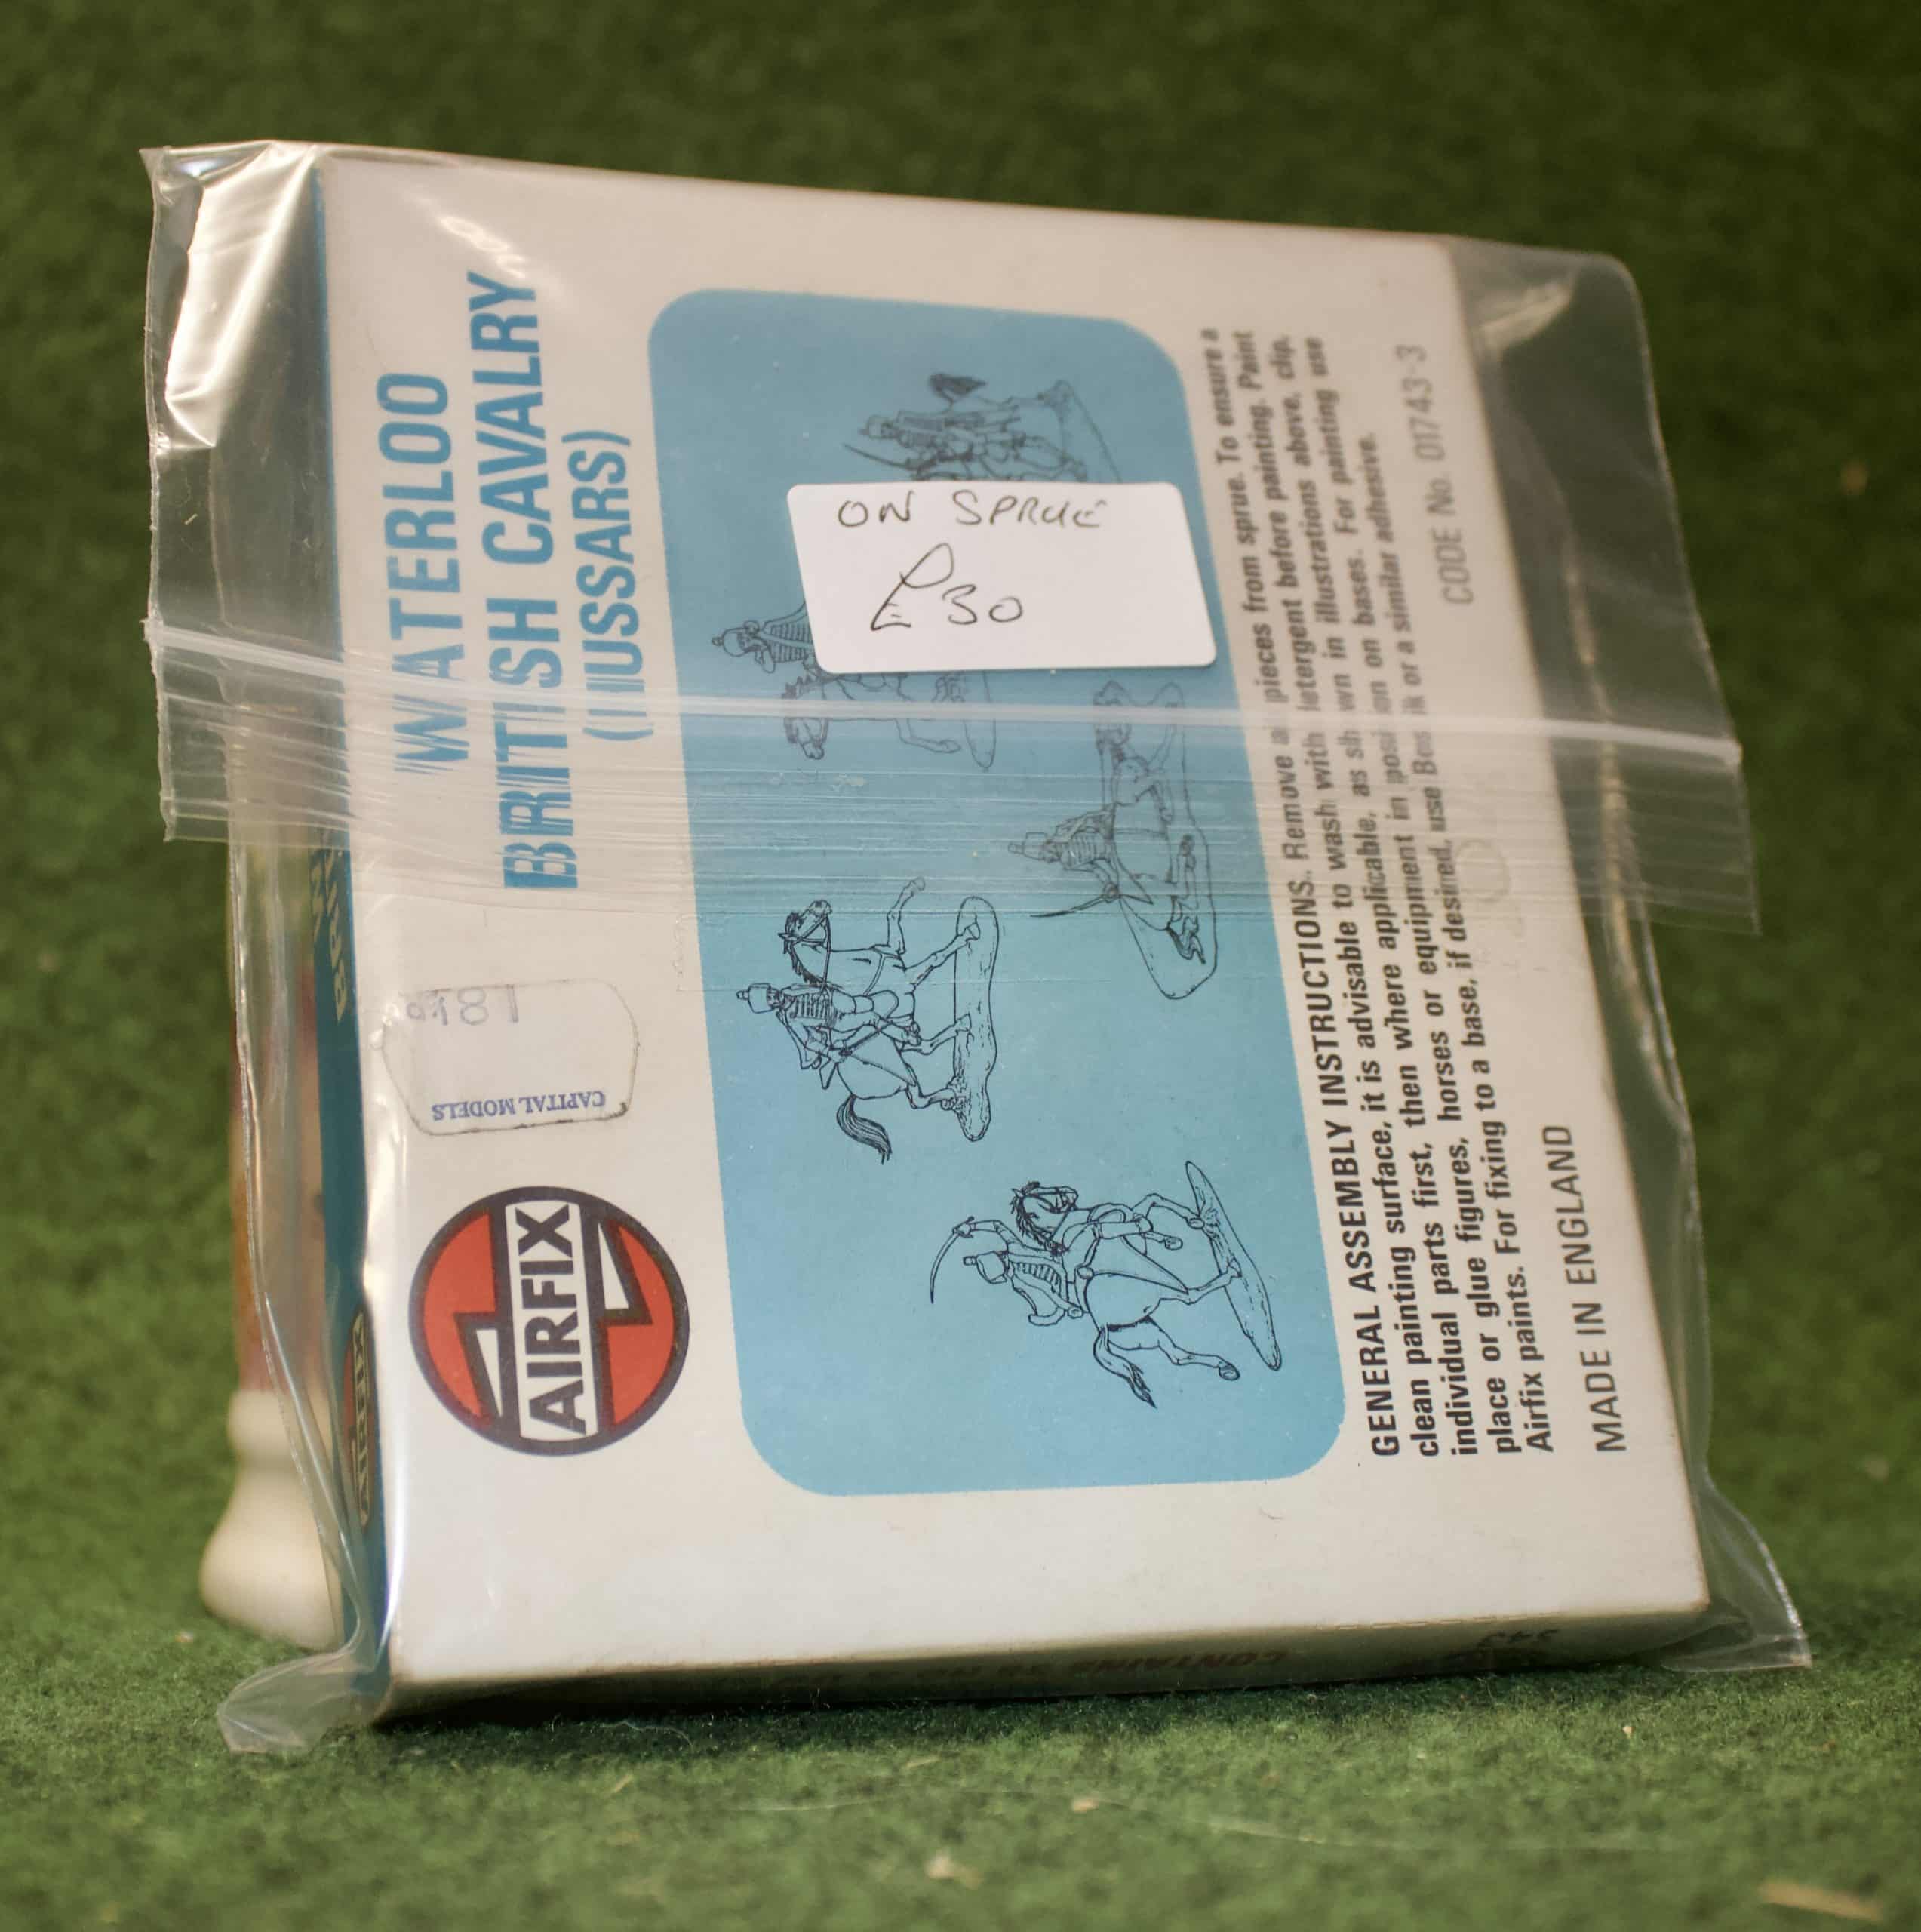 WATERLOO
BRITISH CAVALRY
(HUSSARS)
CAPITAL MODELS
AIRFIX
ON SPRUE
£30
GENERAL ASSEMBLY INSTRUCTIONS. Remove all pieces from sprue. To ensure a
clean painting surface, it is advisable to wash with detergent before painting. Paint
individual parts first, then where applicable, as shown in illustrations above, clip,
place or glue figures, horses or equipment in position on bases. For painting use
Airfix paints. For fixing to a base, if desired, use Bostik or a similar adhesive.
MADE IN ENGLAND
CODE No. 01743-3
CONTAINS